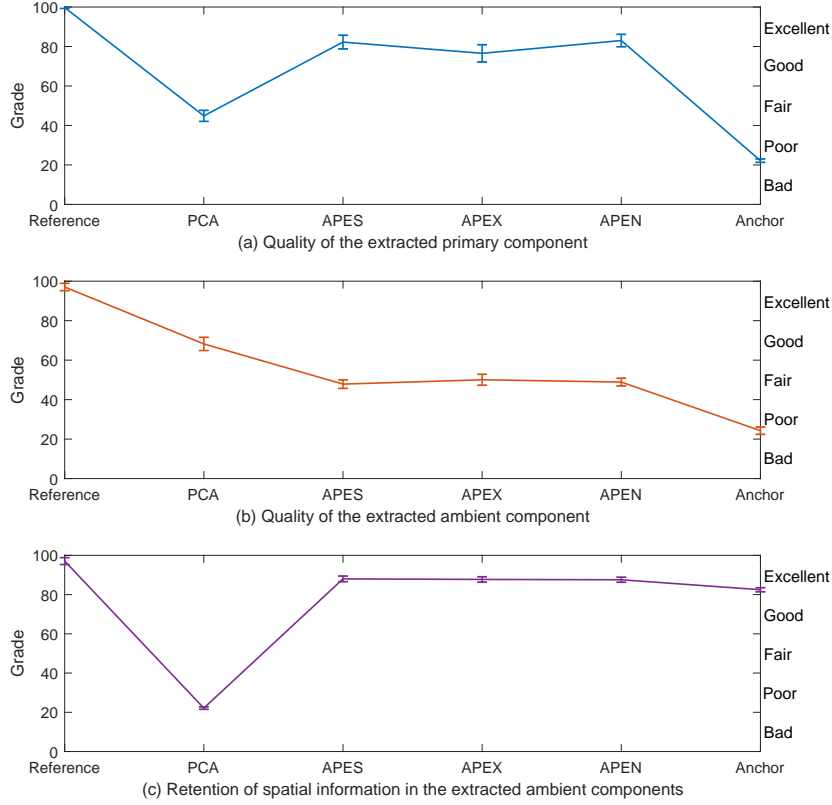 100
80
60
40
20
0
Grade
Excellent
Good
Fair
Poor
Bad
Reference PCA APES APEX APEN Anchor
(a) Quality of the extracted primary component
100
80
60
40
20
0
Grade
Excellent
Good
Fair
Poor
Bad
Reference PCA APES APEX APEN Anchor
(b) Quality of the extracted ambient component
100
80
60
40
20
0
Grade
Excellent
Good
Fair
Poor
Bad
Reference PCA APES APEX APEN Anchor
(c) Retention of spatial information in the extracted ambient components